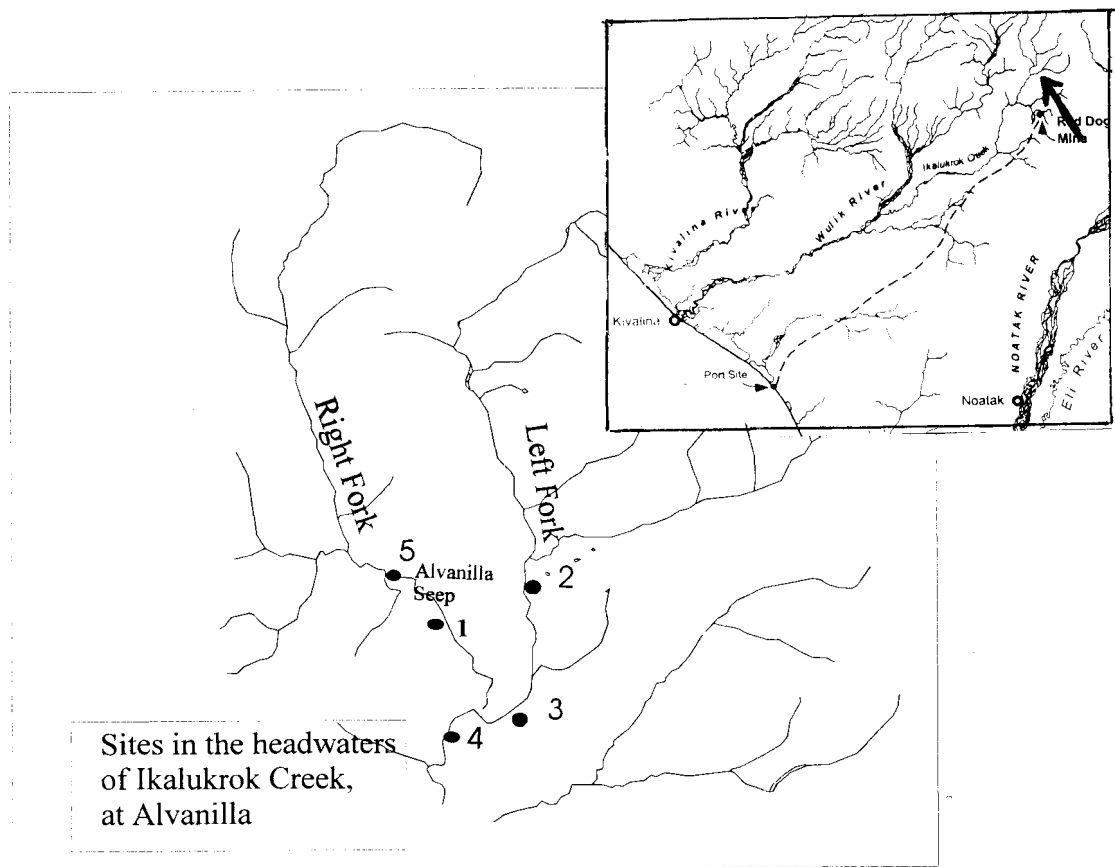 Red Dog
Mine
Ikalukrok Creek
Wulik River
Kivalina River
NOATAK RIVER
Eli River
Kivalina
Port Site
Noatak
Right Fork
Left Fork
5
Alvanilla
Seep
2
1
3
4
Sites in the headwaters
of Ikalukrok Creek,
at Alvanilla